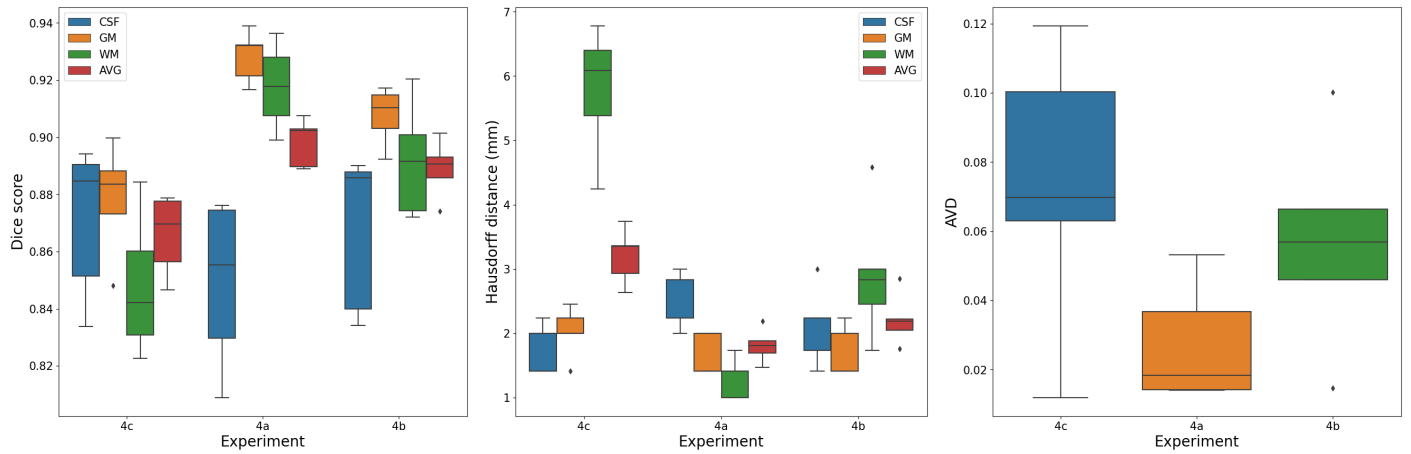 CSF
GM
WM
AVG
0.94
0.92
0.90
0.88
0.86
0.84
0.82
Dice score
4c 4a 4b
Experiment
CSF
GM
WM
AVG
7
6
5
4
3
2
1
Hausdorff distance (mm)
4c 4a 4b
Experiment
0.12
0.10
0.08
0.06
0.04
0.02
AVD
4c 4a 4b
Experiment